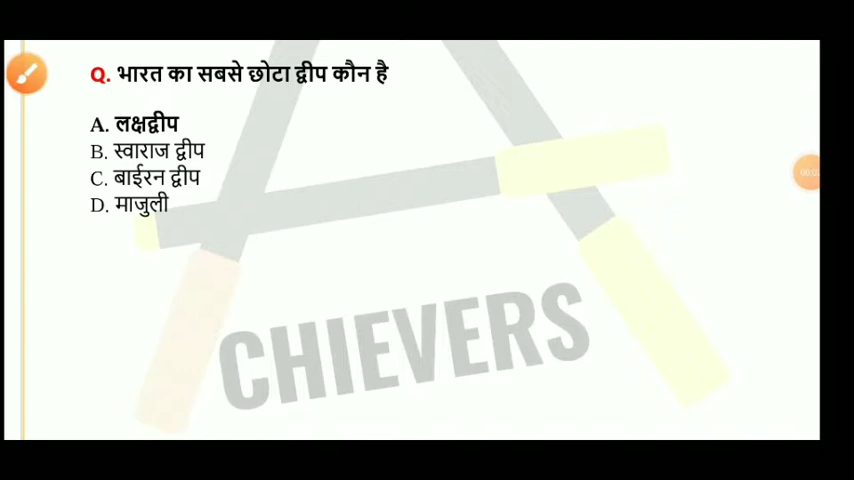 Q. भारत का सबसे छोटा द्वीप कौन है
A. लक्षद्वीप
B. स्वाराज द्वीप
C. बाईरन द्वीप
D. माजुली
CHIEVERS